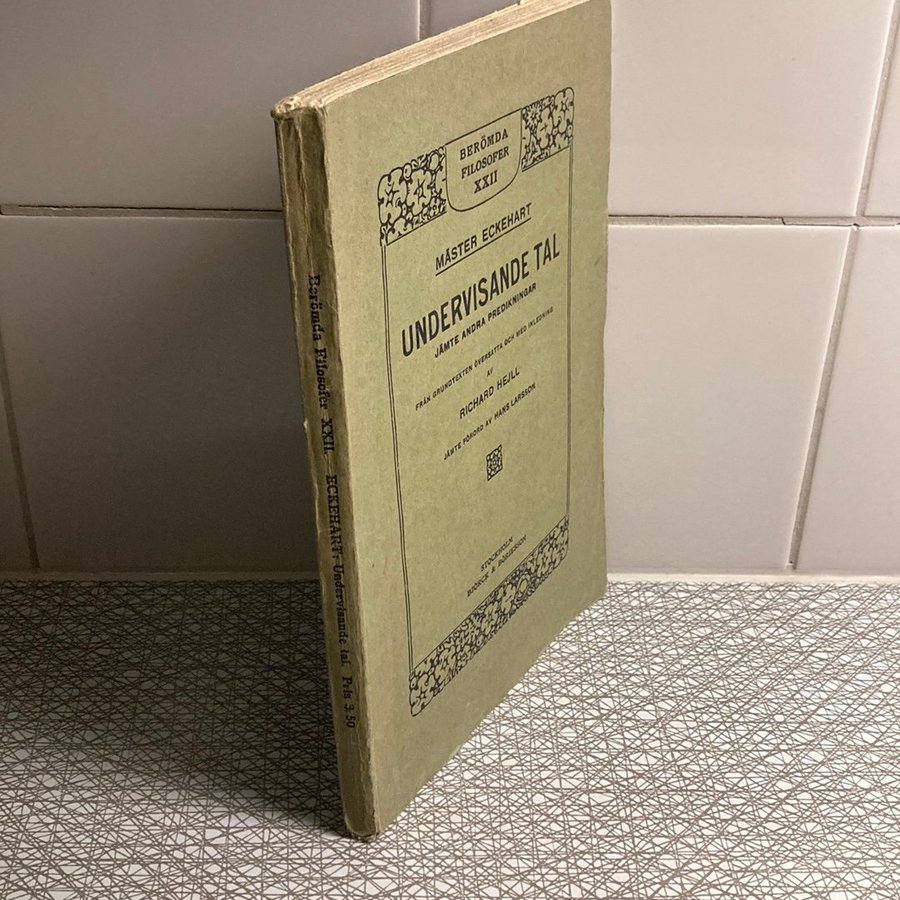 BERÖMDA
FILOSOFER
XXII
MÄSTER ECKEHART
UNDERVISANDE TAL
JÄMTE ANDRA PREDIKNINGAR
FRÅN GRUNDTEXTEN ÖVERSATTA OCH MED INLEDNING
AV
RICHARD HEJLL
JÄMTE FÖRORD AV HANS LARSSON
STOCKHOLM
BJÖRCK & BÖRJESSON
Berömda Filosofer XXII. ECKEHART: Undervisande tal. Pris 3.50